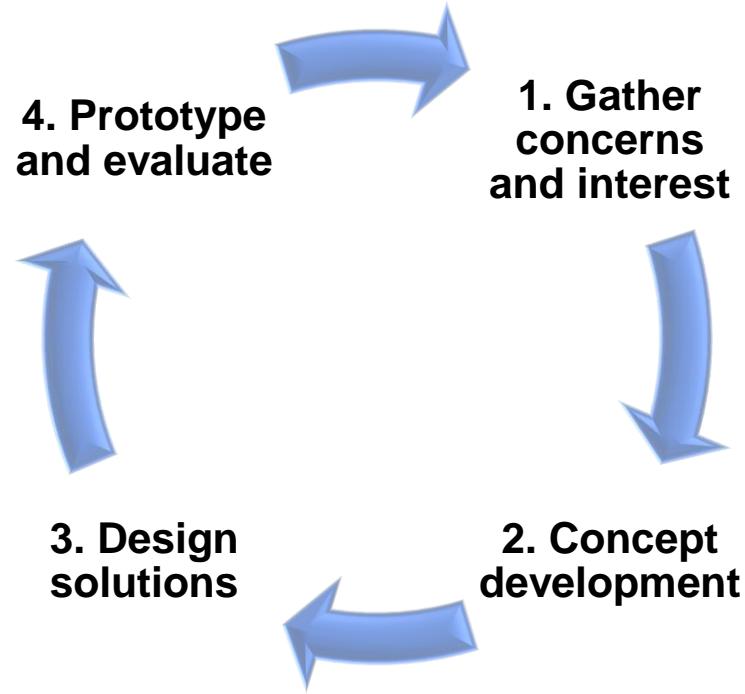 1. Gather
concerns
and interest
2. Concept
development
3. Design
solutions
4. Prototype
and evaluate